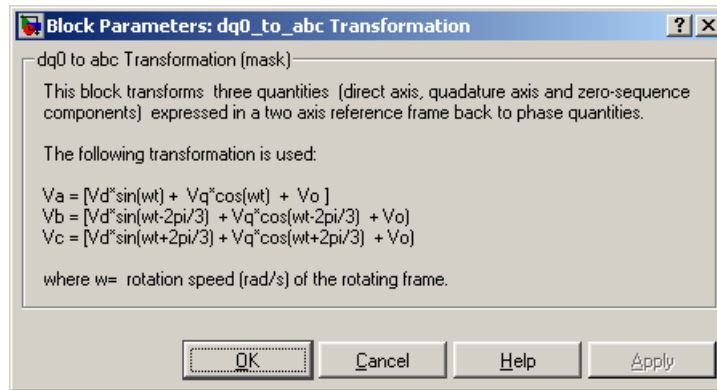 Block Parameters: dq0_to_abc Transformation
dq0 to abc Transformation (mask)
This block transforms  three quantities  (direct axis, quadature axis and zero-sequence
components)  expressed in a two axis reference frame back to phase quantities.
The following transformation is used:
Va = [Vd*sin(wt) +  Vq*cos(wt)  + Vo ]
Vb = [Vd*sin(wt-2pi/3)  + Vq*cos(wt-2pi/3)  + Vo)
Vc = [Vd*sin(wt+2pi/3) + Vq*cos(wt+2pi/3)  + Vo)
where w=  rotation speed (rad/s) of the rotating frame.
OK Cancel Help Apply